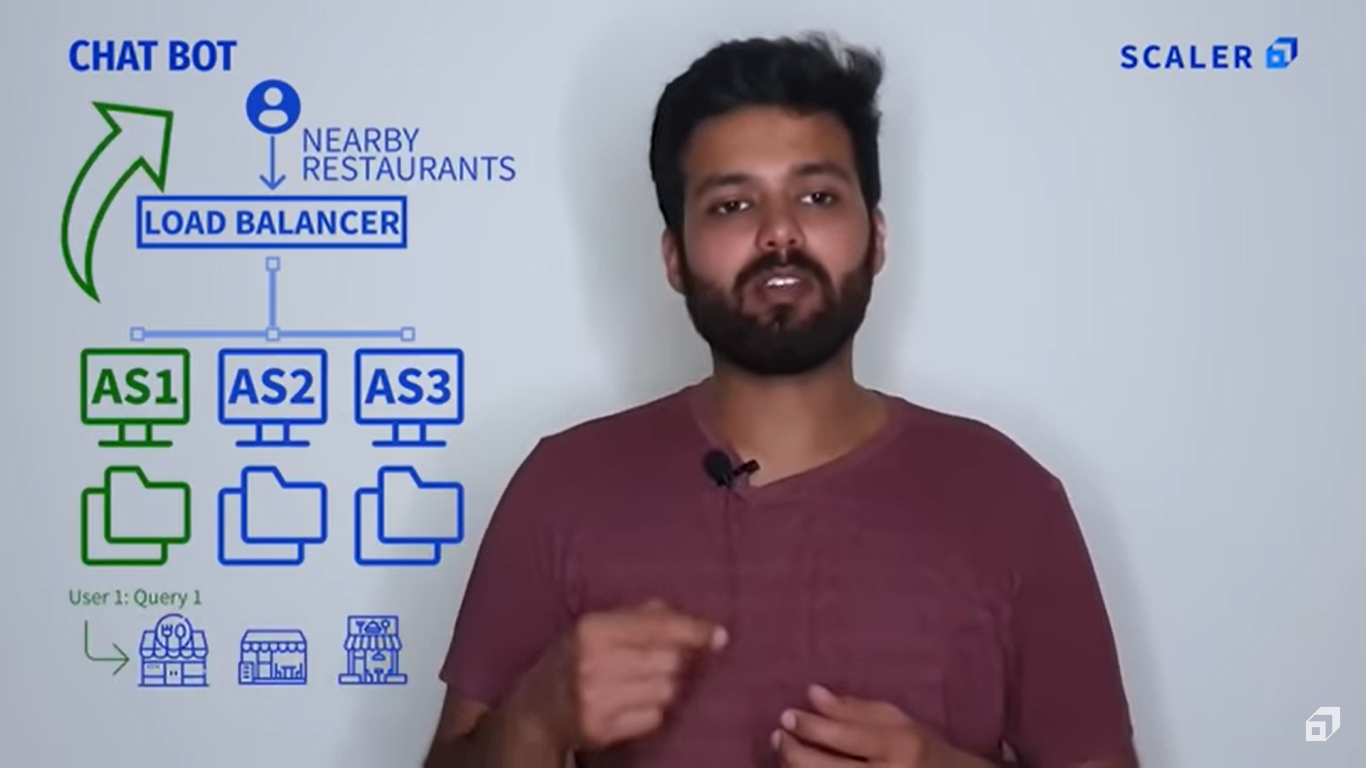 CHAT BOT
SCALER
NEARBY
RESTAURANTS
LOAD BALANCER
AS1 AS2 AS3
User 1: Query 1